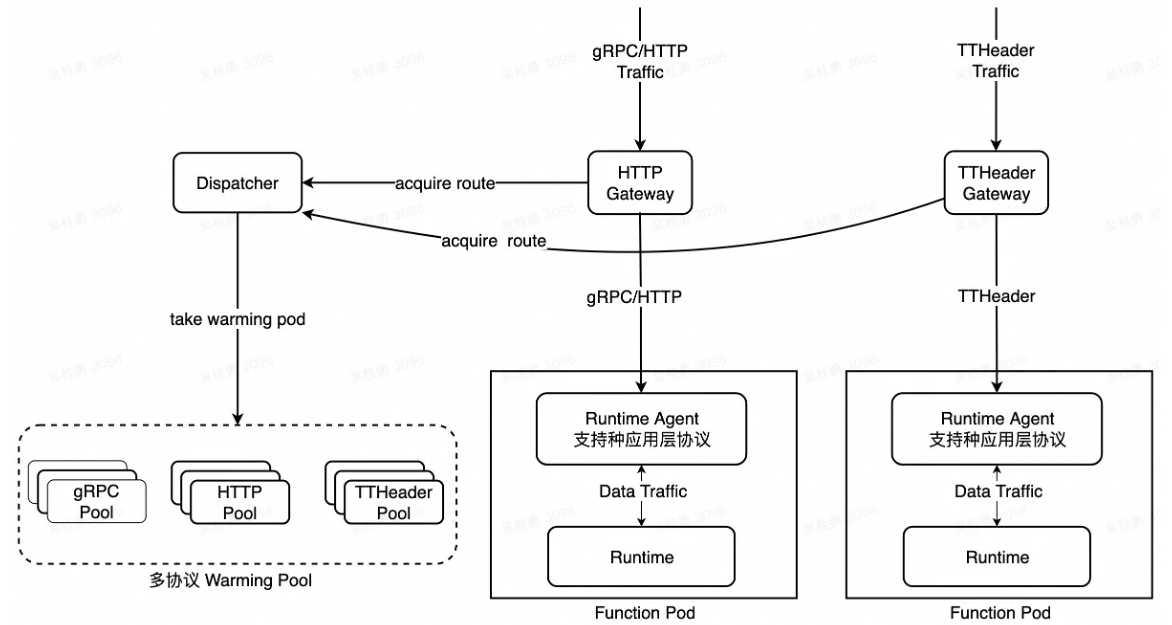 gRPC/HTTP
Traffic
TTHeader
Traffic
Dispatcher
acquire route
HTTP
Gateway
TTHeader
Gateway
acquire route
gRPC/HTTP
TTHeader
take warming pod
Runtime Agent
支持种应用层协议
Runtime Agent
支持种应用层协议
gRPC
Pool
HTTP
Pool
TTHeader
Pool
Data Traffic
Data Traffic
Runtime
Runtime
多协议 Warming Pool
Function Pod
Function Pod